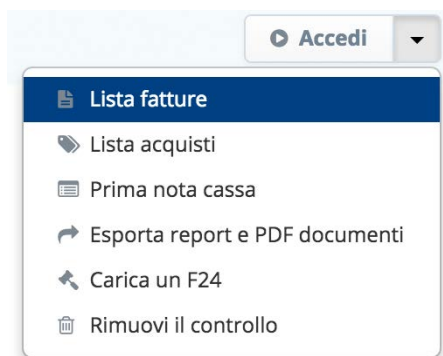 Accedi
Lista fatture
Lista acquisti
Prima nota cassa
Esporta report e PDF documenti
Carica un F24
Rimuovi il controllo